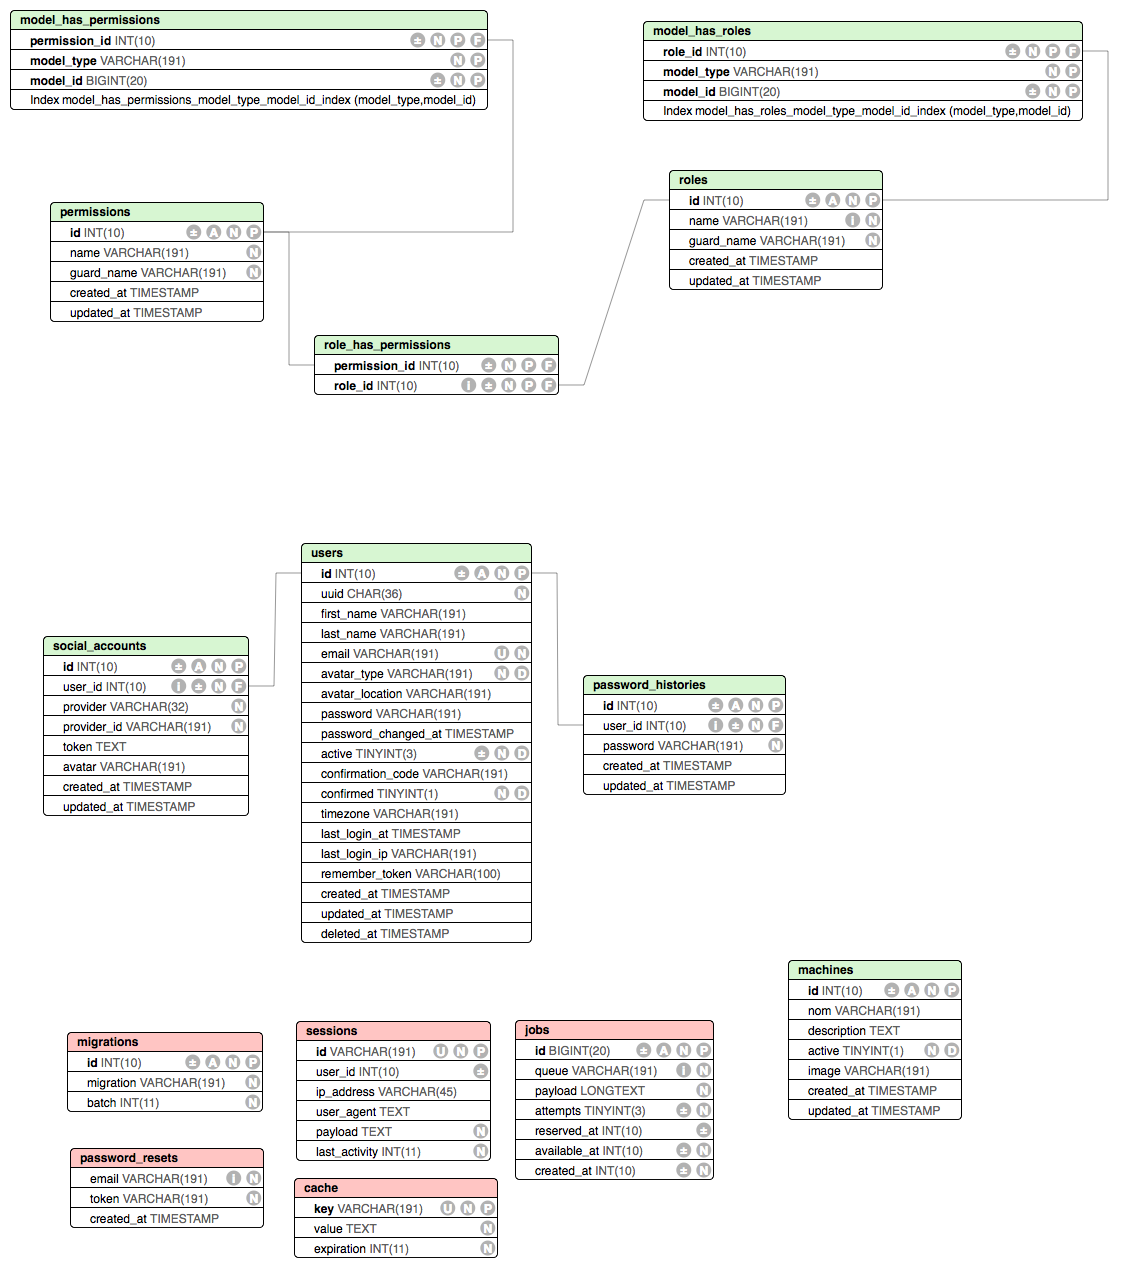 model_has_permissions
permission_id INT(10) ± N P F
model_type VARCHAR(191) N P
model_id BIGINT(20) ± N P
Index model_has_permissions_model_type_model_id_index (model_type,model_id)
model_has_roles
role_id INT(10) ± N P F
model_type VARCHAR(191) N P
model_id BIGINT(20) ± N P
Index model_has_roles_model_type_model_id_index (model_type,model_id)
permissions
id INT(10) ± A N P
name VARCHAR(191) N
guard_name VARCHAR(191) N
created_at TIMESTAMP
updated_at TIMESTAMP
roles
id INT(10) ± A N P
name VARCHAR(191) i N
guard_name VARCHAR(191) N
created_at TIMESTAMP
updated_at TIMESTAMP
role_has_permissions
permission_id INT(10) ± N P F
role_id INT(10) i ± N P F
users
id INT(10) ± A N P
uuid CHAR(36) N
first_name VARCHAR(191)
last_name VARCHAR(191)
email VARCHAR(191) U N
avatar_type VARCHAR(191) N D
avatar_location VARCHAR(191)
password VARCHAR(191)
password_changed_at TIMESTAMP
active TINYINT(3) ± N D
confirmation_code VARCHAR(191)
confirmed TINYINT(1) N D
timezone VARCHAR(191)
last_login_at TIMESTAMP
last_login_ip VARCHAR(191)
remember_token VARCHAR(100)
created_at TIMESTAMP
updated_at TIMESTAMP
deleted_at TIMESTAMP
social_accounts
id INT(10) ± A N P
user_id INT(10) i ± N F
provider VARCHAR(32) N
provider_id VARCHAR(191) N
token TEXT
avatar VARCHAR(191)
created_at TIMESTAMP
updated_at TIMESTAMP
password_histories
id INT(10) ± A N P
user_id INT(10) i ± N F
password VARCHAR(191) N
created_at TIMESTAMP
updated_at TIMESTAMP
machines
id INT(10) ± A N P
nom VARCHAR(191)
description TEXT
active TINYINT(1) N D
image VARCHAR(191)
created_at TIMESTAMP
updated_at TIMESTAMP
migrations
id INT(10) ± A N P
migration VARCHAR(191) N
batch INT(11) N
sessions
id VARCHAR(191) U N P
user_id INT(10) ±
ip_address VARCHAR(45)
user_agent TEXT
payload TEXT N
last_activity INT(11) N
jobs
id BIGINT(20) ± A N P
queue VARCHAR(191) i N
payload LONGTEXT N
attempts TINYINT(3) ± N
reserved_at INT(10) ±
available_at INT(10) ± N
created_at INT(10) ± N
password_resets
email VARCHAR(191) i N
token VARCHAR(191) N
created_at TIMESTAMP
cache
key VARCHAR(191) U N P
value TEXT N
expiration INT(11) N